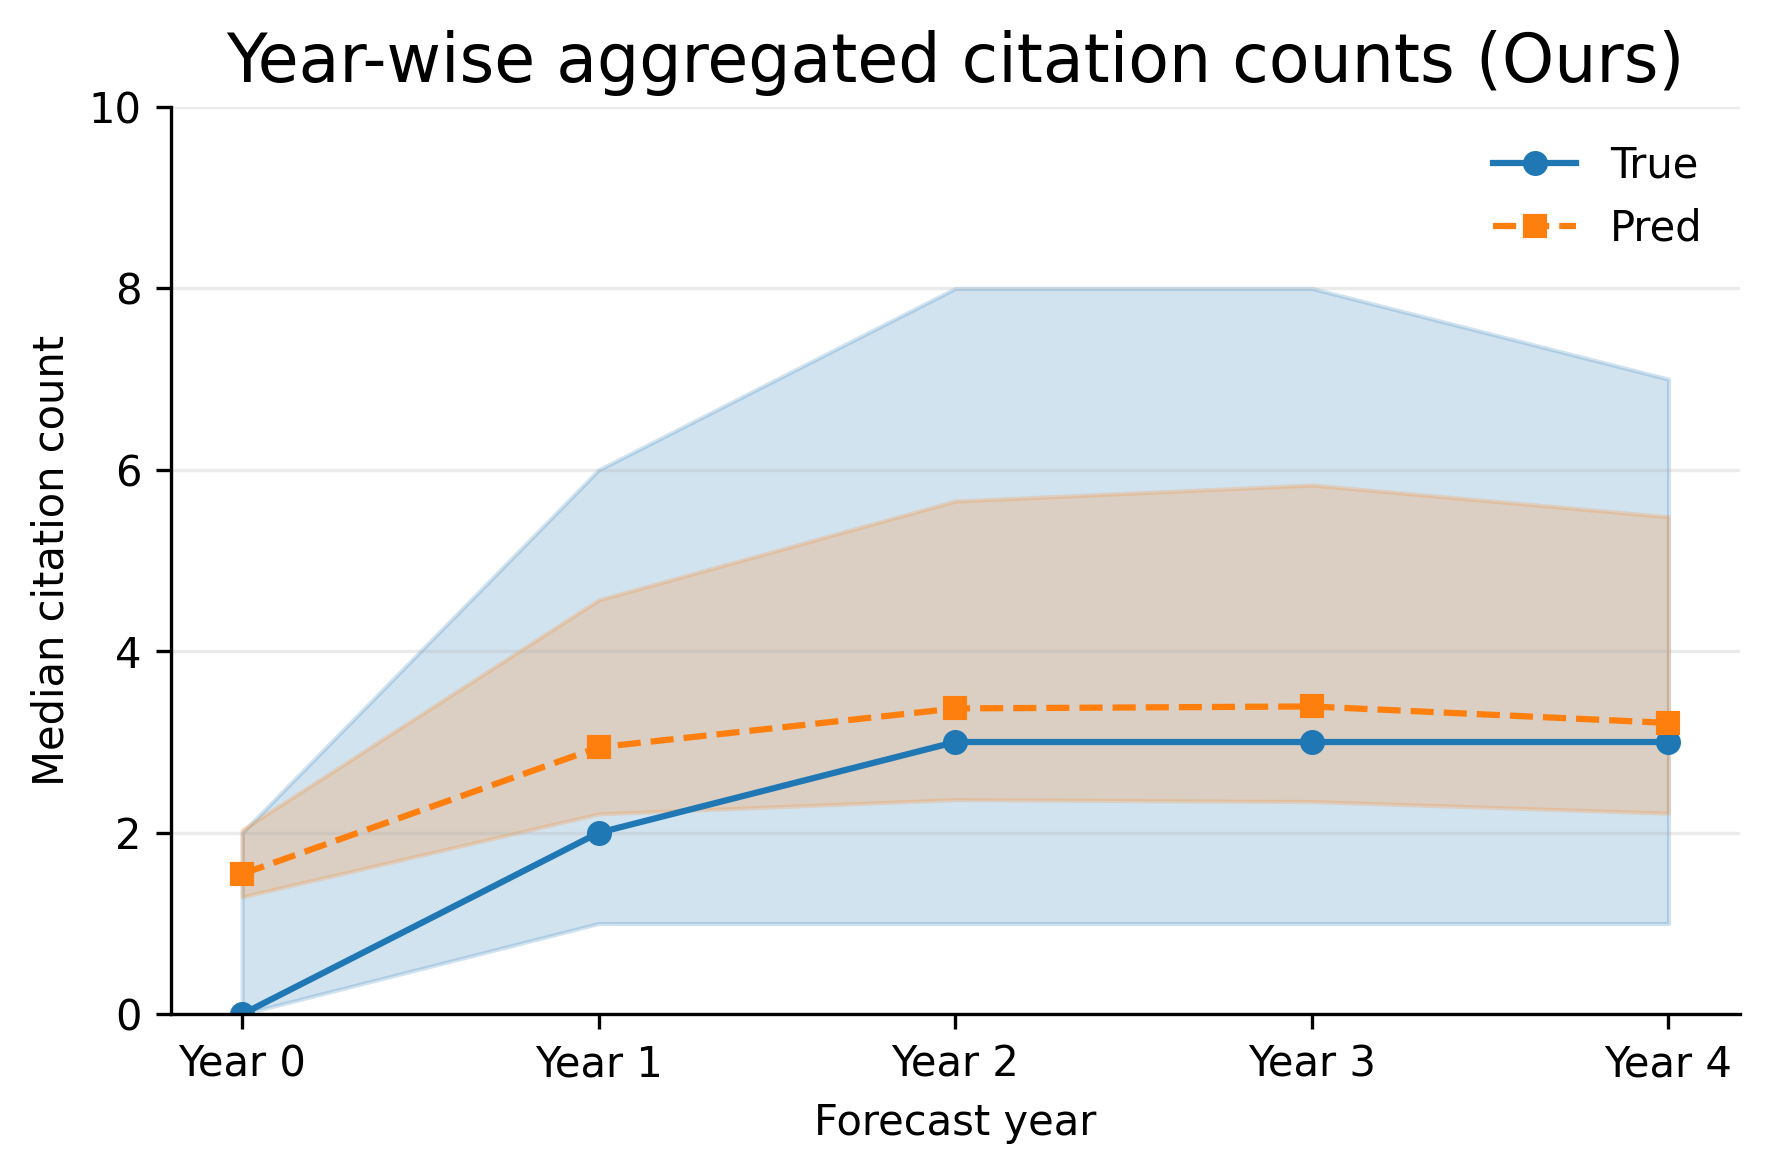 Year-wise aggregated citation counts (Ours)
10
8
6
4
2
0
Median citation count
True
Pred
Year 0
Year 1
Year 2
Year 3
Year 4
Forecast year